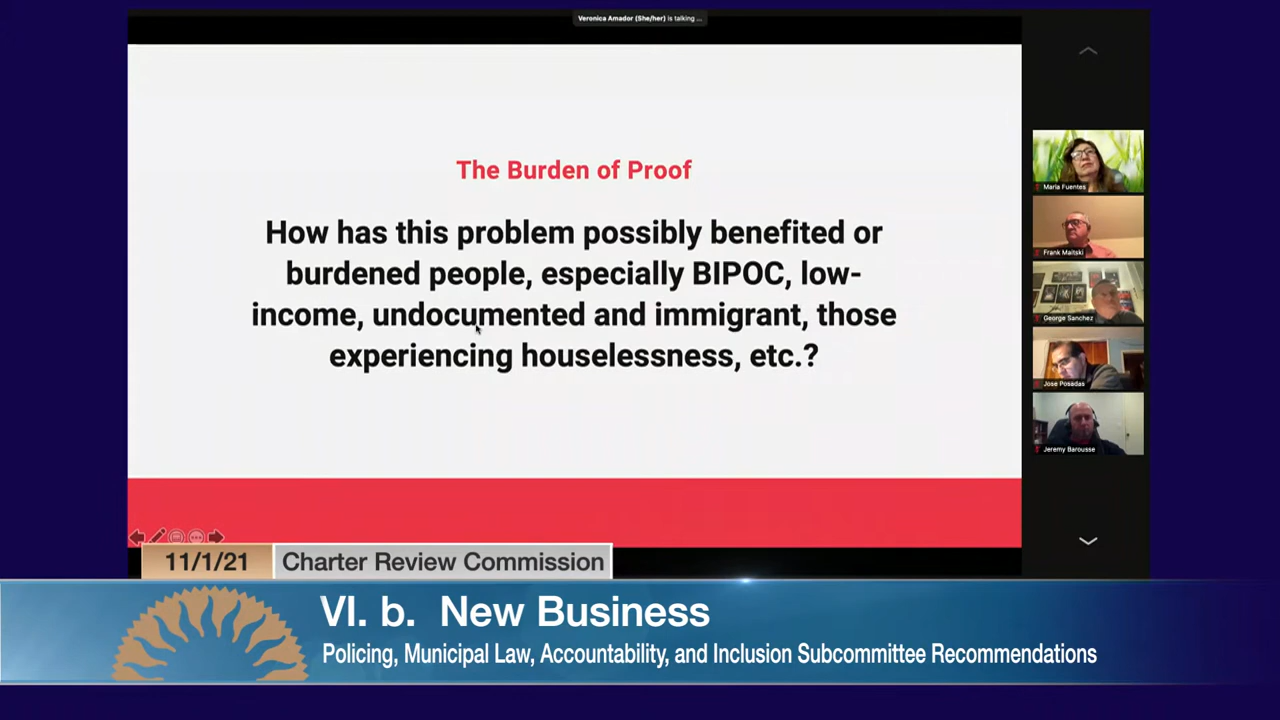 Veronica Amador (She/her) is talking ...
The Burden of Proof
How has this problem possibly benefited or
burdened people, especially BIPOC, low-
income, undocumented and immigrant, those
experiencing houselessness, etc.?
Maria Fuentes
Frank Maitski
George Sanchez
Jose Posadas
Jeremy Barousse
11/1/21
Charter Review Commission
VI. b. New Business
Policing, Municipal Law, Accountability, and Inclusion Subcommittee Recommendations